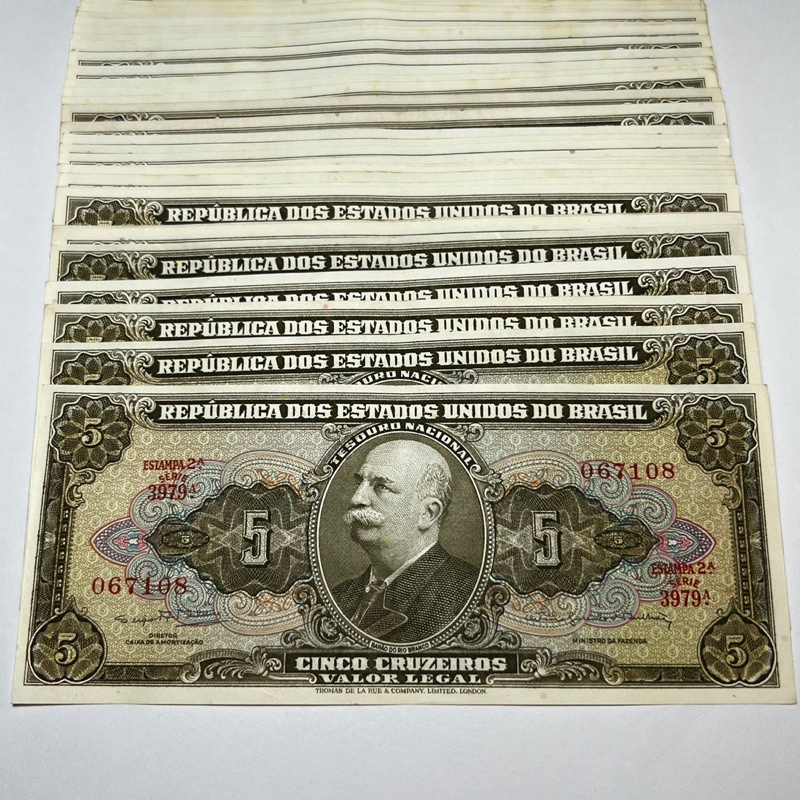 REPÚBLICA DOS ESTADOS UNIDOS DO BRASIL
REPÚBLICA DOS ESTADOS UNIDOS DO BRASIL
5
REPÚBLICA DOS ESTADOS UNIDOS DO BRASIL
REPÚBLICA DOS ESTADOS UNIDOS DO BRASIL
REPÚBLICA DOS ESTADOS UNIDOS DO BRASIL
5 5
REPÚBLICA DOS ESTADOS UNIDOS DO BRASIL
5 5
TESOURO NACIONAL
ESTAMPA 2ª
SÉRIE
3979ª
067108
5 5
067108
ESTAMPA 2ª
SÉRIE
3979ª
DIRETOR
CAIXA DE AMORTIZAÇÃO
MINISTRO DA FAZENDA
BARÃO DO RIO BRANCO
5 5
CINCO CRUZEIROS
VALOR LEGAL
THOMAS DE LA RUE & COMPANY, LIMITED, LONDON